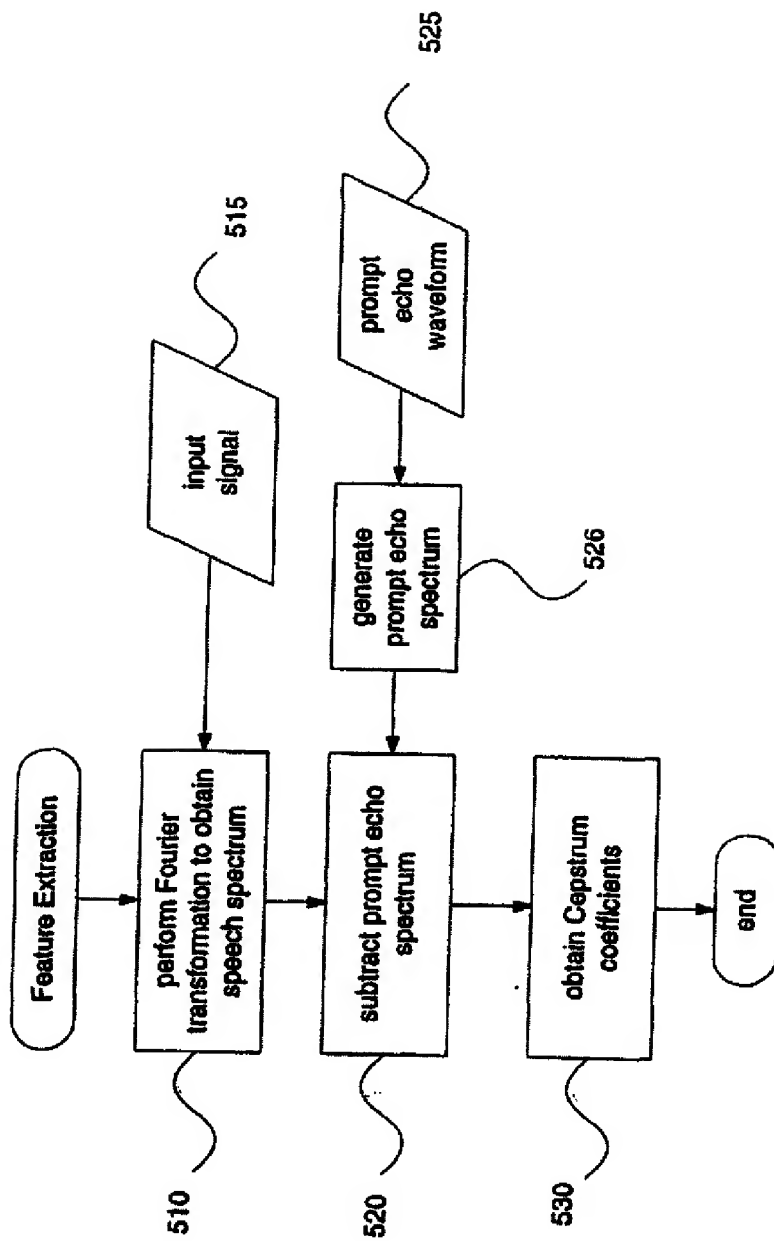 Feature Extraction
510
perform Fourier
transformation to obtain
speech spectrum
input
signal
515
520
subtract prompt echo
spectrum
generate
prompt echo
spectrum
526
prompt
echo
waveform
525
530
obtain Cepstrum
coefficients
end